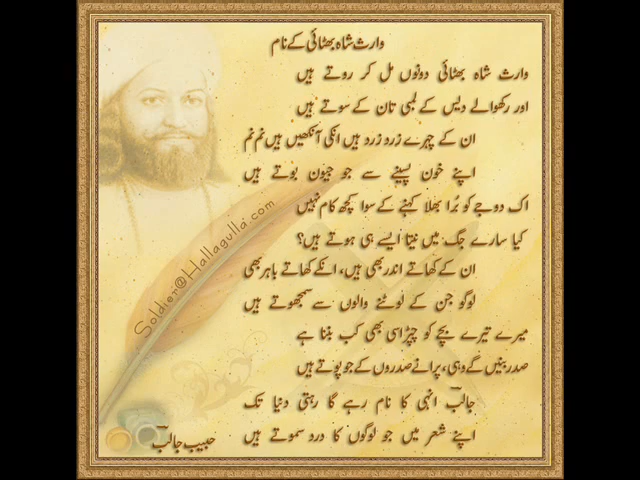 وارث شاہ بھٹائی کے نام
وارث شاہ بھٹائی دونوں مل کر روتے ہیں
اور رکھوالے دیس کے لمبی تان کے سوتے ہیں
ان کے چہرے زرد زرد ہیں انکی آنکھیں ہیں نم نم
اپنے خون پسینے سے جو جیون بوتے ہیں
اک دوجے کو بُرا بھلا کہنے کے سوا کچھ کام نہیں
کیا سارے جگ میں نیتا ایسے ہی ہوتے ہیں؟
ان کے کھاتے اندر بھی ہیں، انکے کھاتے باہر بھی
لوگو جن کے لوٹنے والوں سے سمجھوتے ہیں
میرے تیرے بچے کو چپڑاسی بھی کب بننا ہے
صدر بنیں گے وہی، پرانے صدروں کے جو پوتے ہیں
جالب انہی کا نام رہے گا رہتی دنیا تک
اپنے شعر میں جو لوگوں کا درد سموتے ہیں
حبیب جالب
Soldier@Hallagulla.com